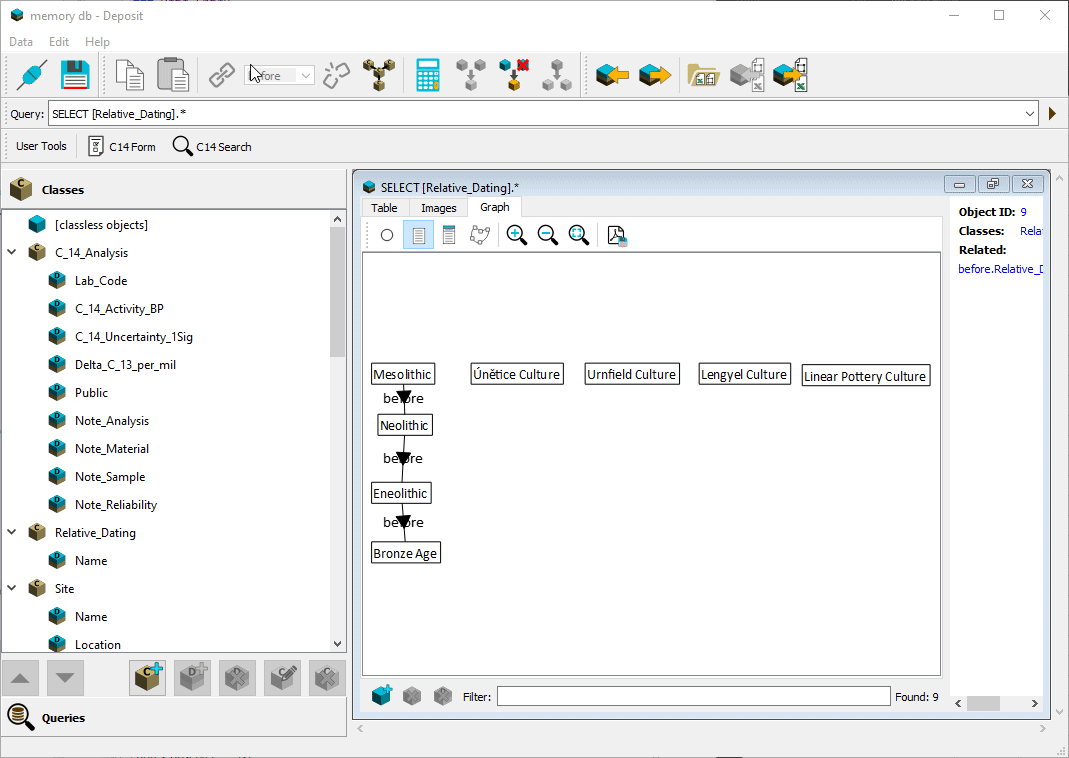 memory db - Deposit
Data Edit Help
before
Query: SELECT [Relative_Dating].*
User Tools C14 Form C14 Search
Classes
[classless objects]
C_14_Analysis
Lab_Code
C_14_Activity_BP
C_14_Uncertainty_1Sig
Delta_C_13_per_mil
Public
Note_Analysis
Note_Material
Note_Sample
Note_Reliability
Relative_Dating
Name
Site
Name
Location
Queries
SELECT [Relative_Dating].*
Table Images Graph
Mesolithic Únětice Culture Urnfield Culture Lengyel Culture Linear Pottery Culture
before
Neolithic
before
Eneolithic
before
Bronze Age
Filter: Found: 9
Object ID: 9
Classes: Rela
Related:
before.Relative_D